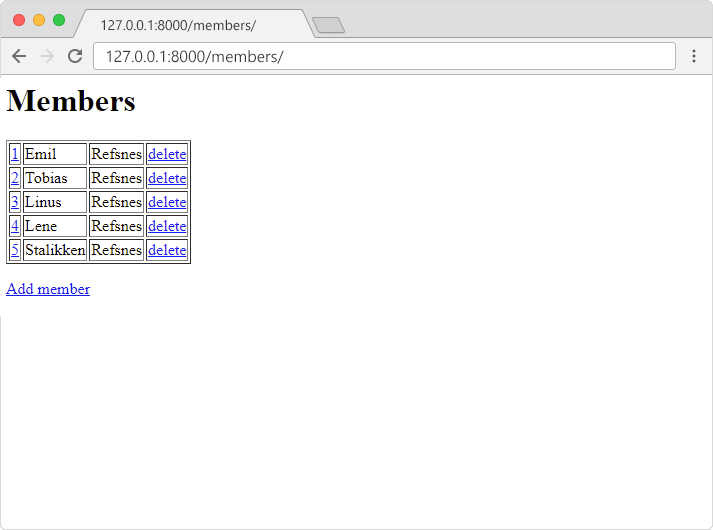 127.0.0.1:8000/members/
127.0.0.1:8000/members/
Members
1 Emil Refsnes delete
2 Tobias Refsnes delete
3 Linus Refsnes delete
4 Lene Refsnes delete
5 Stalikken Refsnes delete
Add member